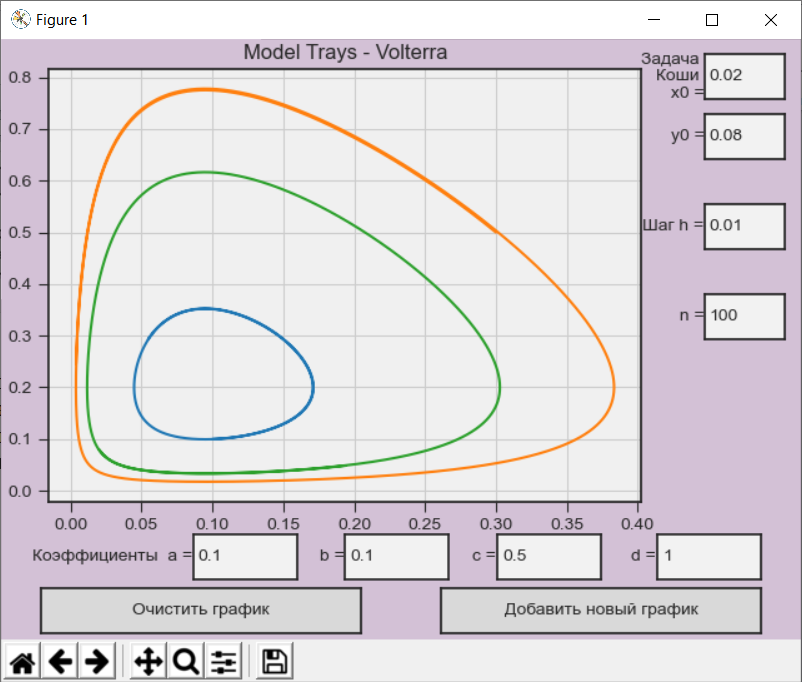 Figure 1
Model Trays - Volterra
0.8
0.7
0.6
0.5
0.4
0.3
0.2
0.1
0.0
0.00 0.05 0.10 0.15 0.20 0.25 0.30 0.35 0.40
Задача
Коши
x0 = 0.02
y0 = 0.08
Шаг h = 0.01
n = 100
Коэффициенты a = 0.1 b = 0.1 c = 0.5 d = 1
Очистить график Добавить новый график